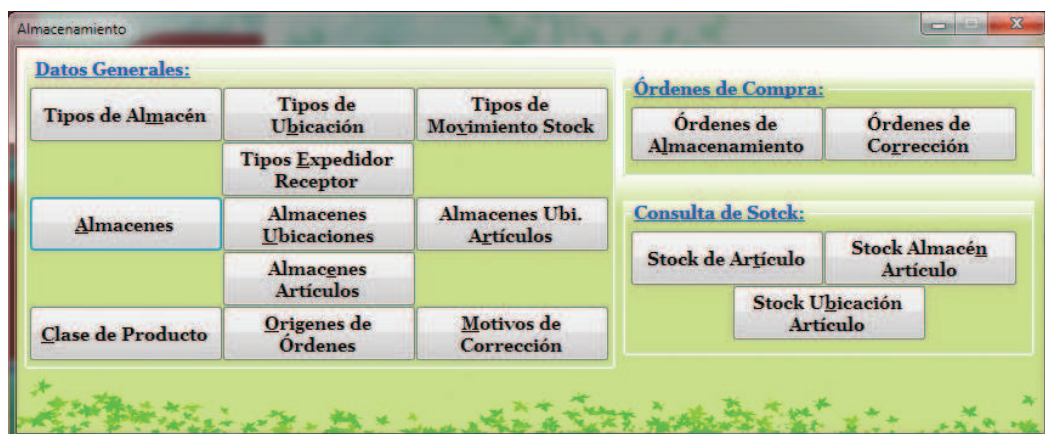 Almacenamiento
Datos Generales:
Tipos de Almacén
Tipos de
Ubicación
Tipos de
Movimiento Stock
Tipos Expedidor
Receptor
Almacenes
Almacenes
Ubicaciones
Almacenes Ubi.
Artículos
Almacenes
Artículos
Clase de Producto
Origenes de
Órdenes
Motivos de
Corrección
Órdenes de Compra:
Órdenes de
Almacenamiento
Órdenes de
Corrección
Consulta de Sotck:
Stock de Artículo
Stock Almacén
Artículo
Stock Ubicación
Artículo